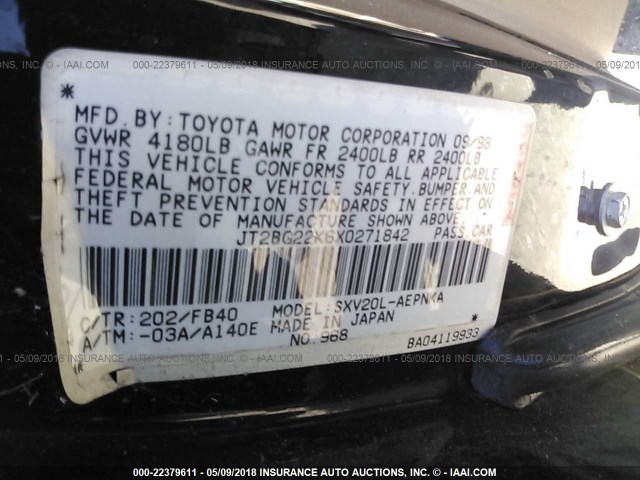 000-22379611 - 05/09/2018 INSURANCE AUTO AUCTIONS, INC. © - IAAI.COM
*
MFD. BY: TOYOTA MOTOR CORPORATION 09/98
GVWR 4180LB GAWR FR 2400LB RR 2400LB
THIS VEHICLE CONFORMS TO ALL APPLICABLE
FEDERAL MOTOR VEHICLE SAFETY, BUMPER, AND
THEFT PREVENTION STANDARDS IN EFFECT ON
THE DATE OF MANUFACTURE SHOWN ABOVE.
JT2BG22K6X0271842 PASS. CAR
C/TR: 202/FB40 MODEL: SXV20L-AEPNKA
A/TM: -03A/A140E MADE IN JAPAN
NO. 968 BA04119933
*
000-22379611 - 05/09/2018 INSURANCE AUTO AUCTIONS, INC. © - IAAI.COM
000-22379611 - 05/09/2018 INSURANCE AUTO AUCTIONS, INC. © - IAAI.COM